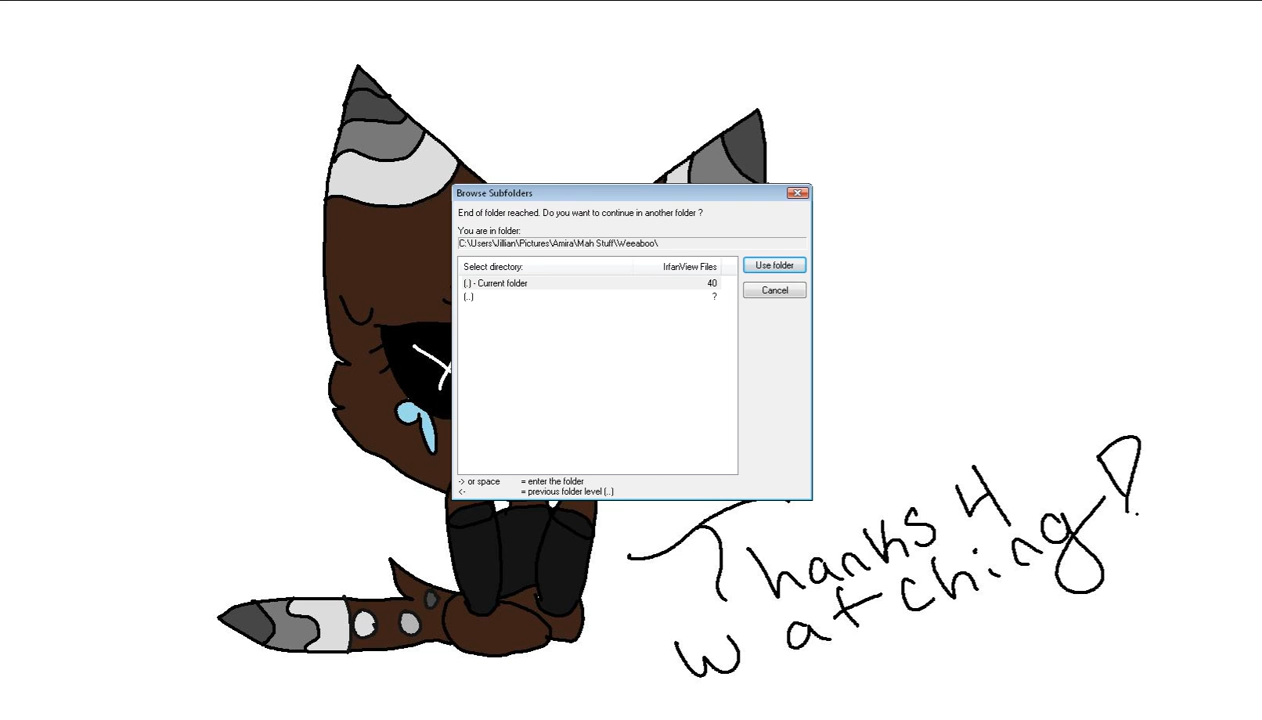 Browse Subfolders
End of folder reached. Do you want to continue in another folder ?
You are in folder:
C:\Users\Jillian\Pictures\Amira\Mah Stuff\Weeaboo\
Select directory: IrfanView Files
Use folder
(.) - Current folder 40
Cancel
(..) ?
-> or space = enter the folder
<- = previous folder level (..)
Thanks 4
watching!